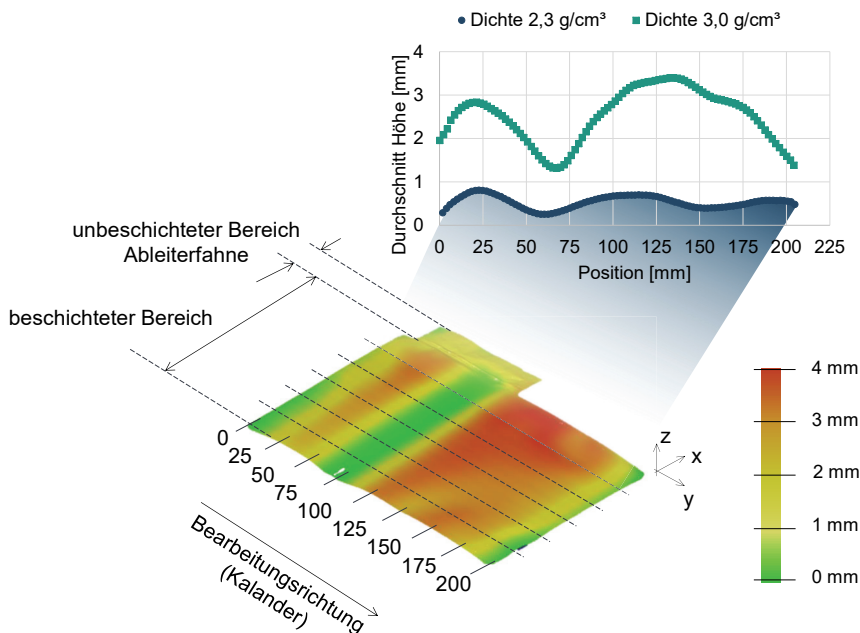 Dichte 2,3 g/cm³ Dichte 3,0 g/cm³
Durchschnitt Höhe [mm]
4
3
2
1
0
0 25 50 75 100 125 150 175 200 225
Position [mm]
unbeschichteter Bereich
Ableiterfahne
beschichteter Bereich
0
25
50
75
100
125
150
175
200
Bearbeitungsrichtung
(Kalander)
z
x
y
4 mm
3 mm
2 mm
1 mm
0 mm